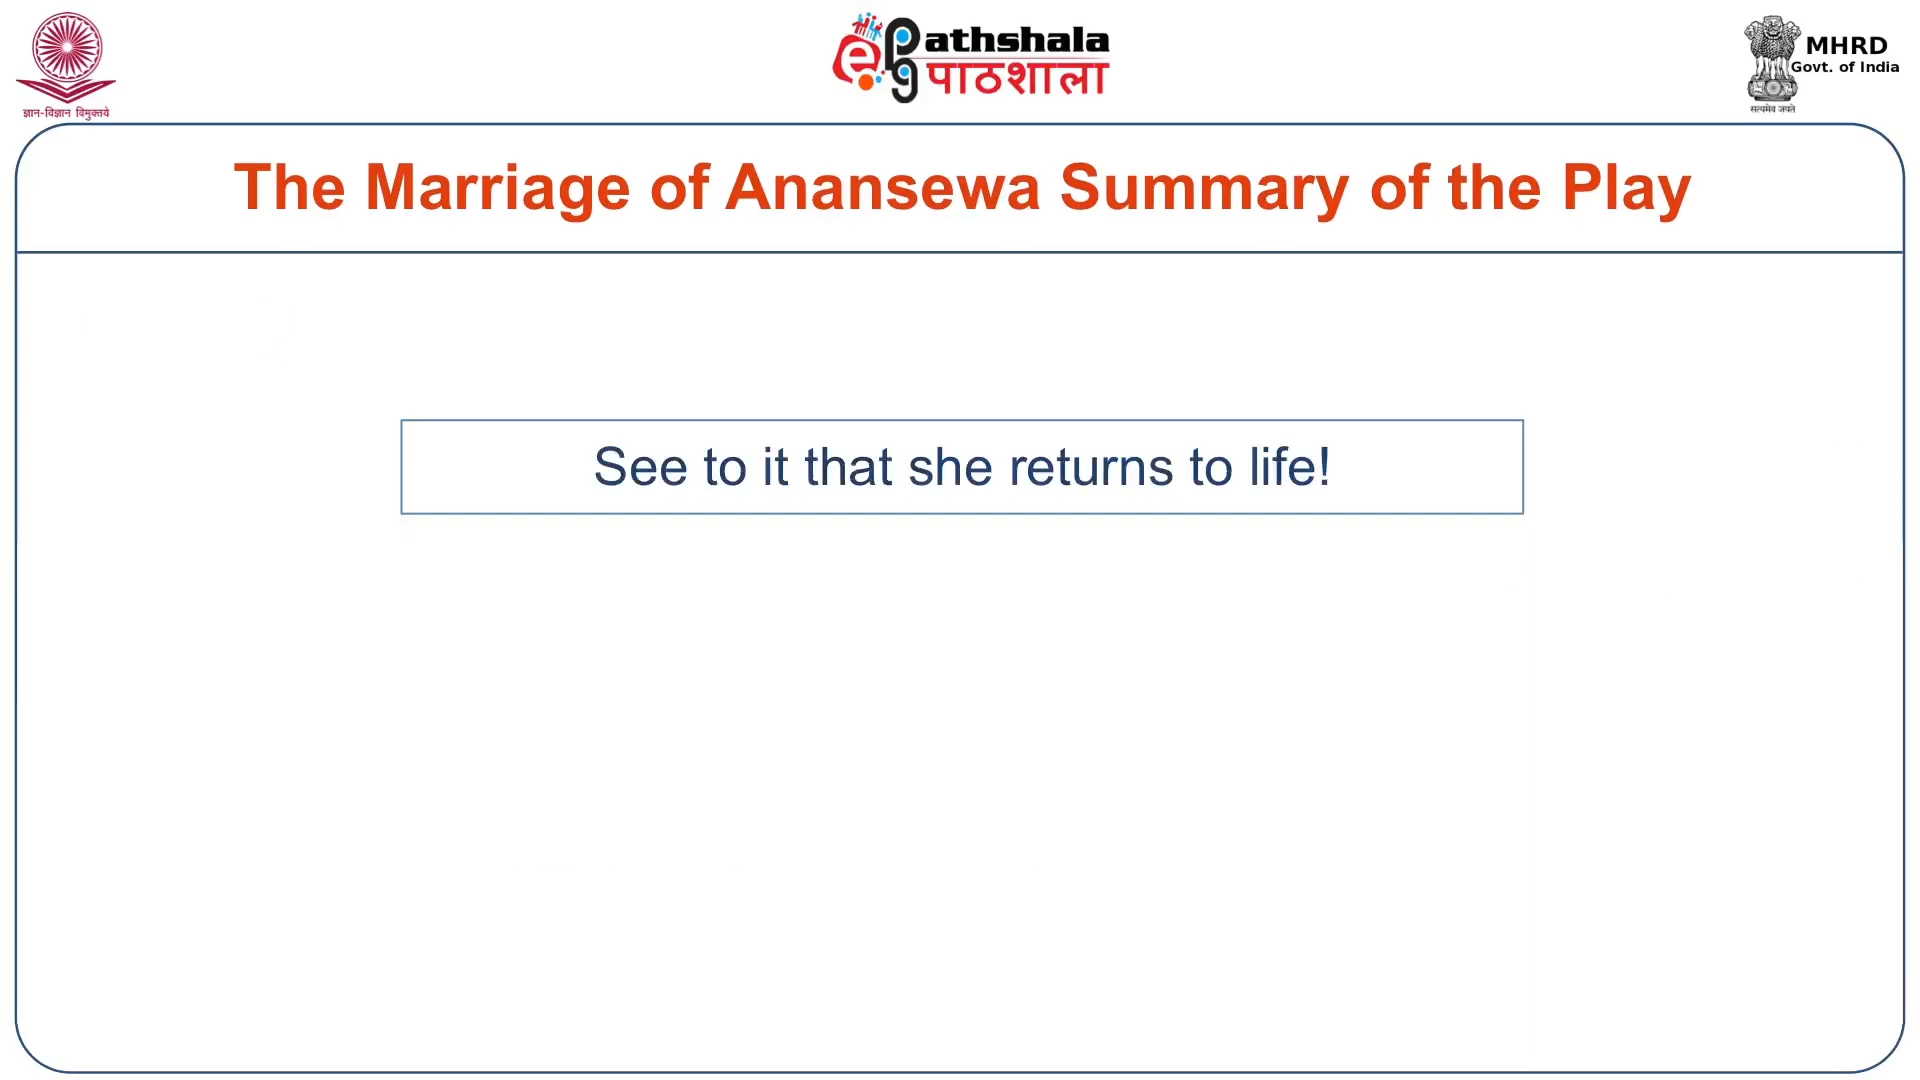 ज्ञान-विज्ञान विमुक्तये
e Pathshala
पाठशाला
MHRD
Govt. of India
सत्यमेव जयते
The Marriage of Anansewa Summary of the Play
See to it that she returns to life!